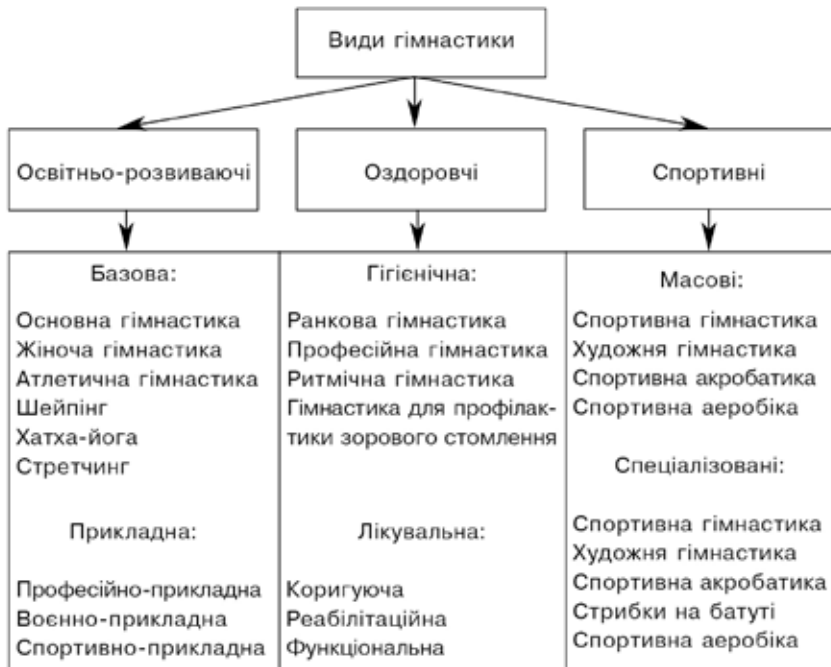 Види гімнастики
Освітньо-розвиваючі
Оздоровчі
Спортивні
Базова:
Основна гімнастика
Жіноча гімнастика
Атлетична гімнастика
Шейпінг
Хатха-йога
Стретчинг
Прикладна:
Професійно-прикладна
Воєнно-прикладна
Спортивно-прикладна
Гігієнічна:
Ранкова гімнастика
Професійна гімнастика
Ритмічна гімнастика
Гімнастика для профілак-
тики зорового стомлення
Лікувальна:
Коригуюча
Реабілітаційна
Функціональна
Масові:
Спортивна гімнастика
Художня гімнастика
Спортивна акробатика
Спортивна аеробіка
Спеціалізовані:
Спортивна гімнастика
Художня гімнастика
Спортивна акробатика
Стрибки на батуті
Спортивна аеробіка